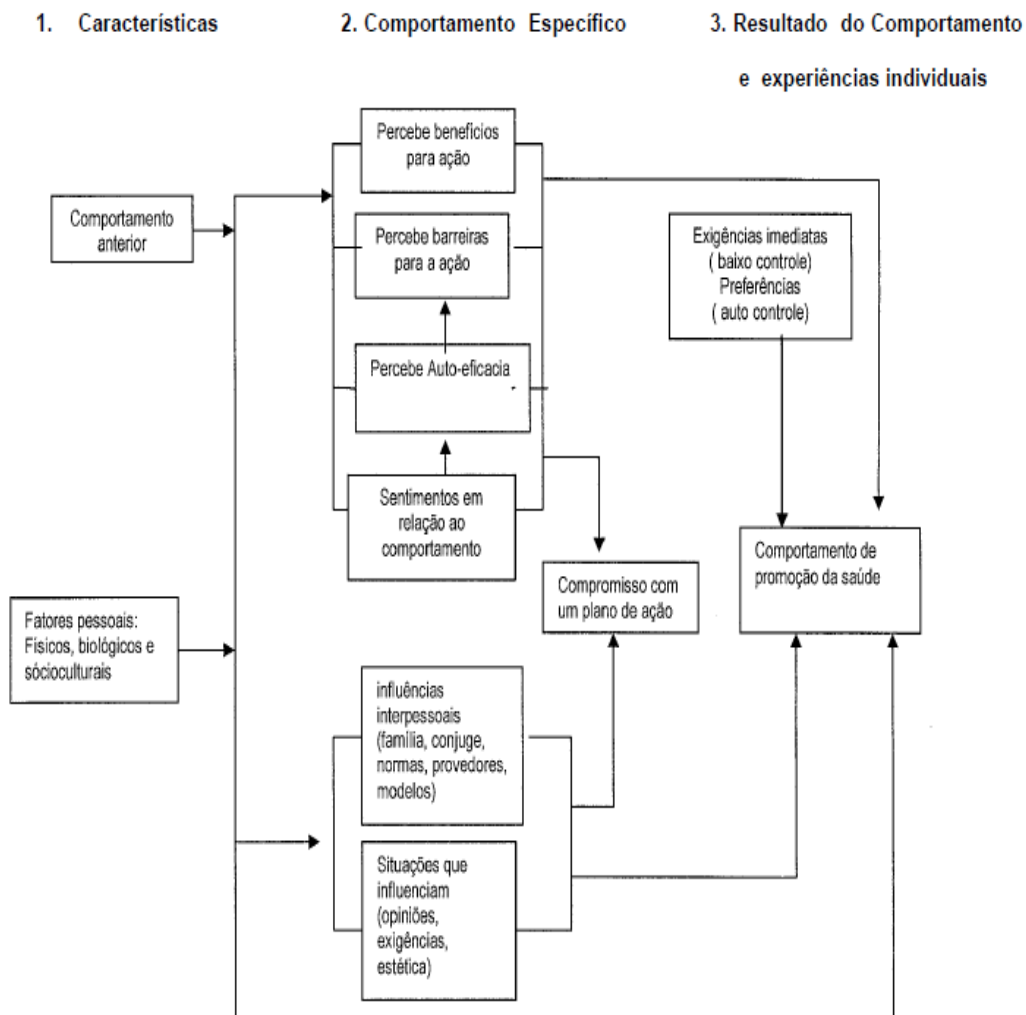 1. Características
2. Comportamento Específico
3. Resultado do Comportamento
e experiências individuais
Percebe benefícios
para ação
Comportamento
anterior
Percebe barreiras
para a ação
Exigências imediatas
( baixo controle)
Preferências
( auto controle)
Percebe Auto-eficacia
Sentimentos em
relação ao
comportamento
Comportamento de
promoção da saúde
Compromisso com
um plano de ação
Fatores pessoais:
Físicos, biológicos e
sócioculturais
influências
interpessoais
(família, conjuge,
normas, provedores,
modelos)
Situações que
influenciam
(opiniões,
exigências,
estética)